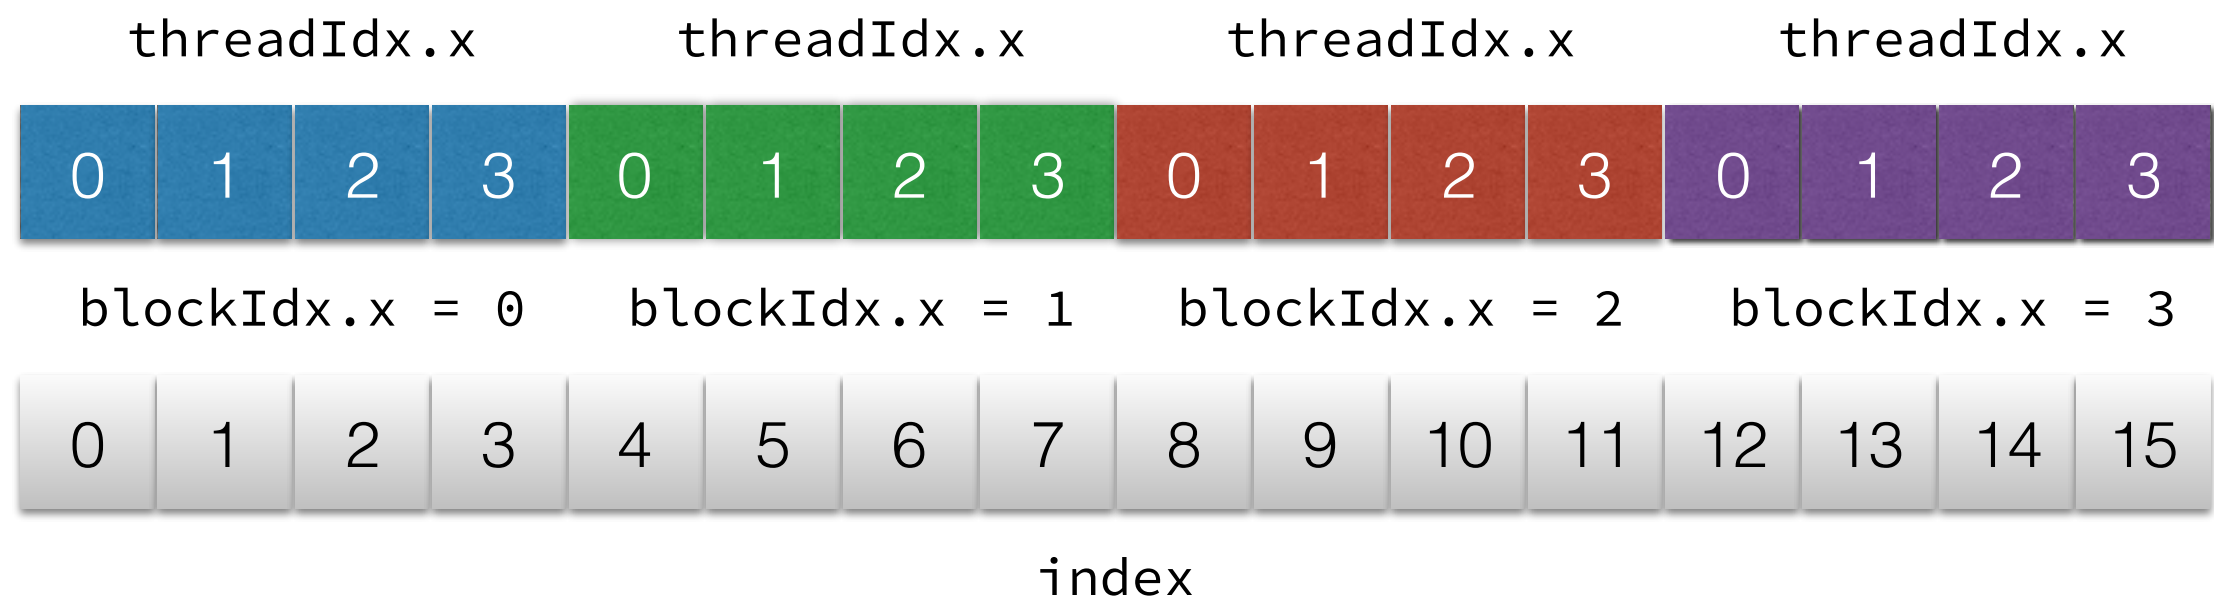 threadIdx.x threadIdx.x threadIdx.x threadIdx.x
0 1 2 3 0 1 2 3 0 1 2 3 0 1 2 3
blockIdx.x = 0 blockIdx.x = 1 blockIdx.x = 2 blockIdx.x = 3
0 1 2 3 4 5 6 7 8 9 10 11 12 13 14 15
index